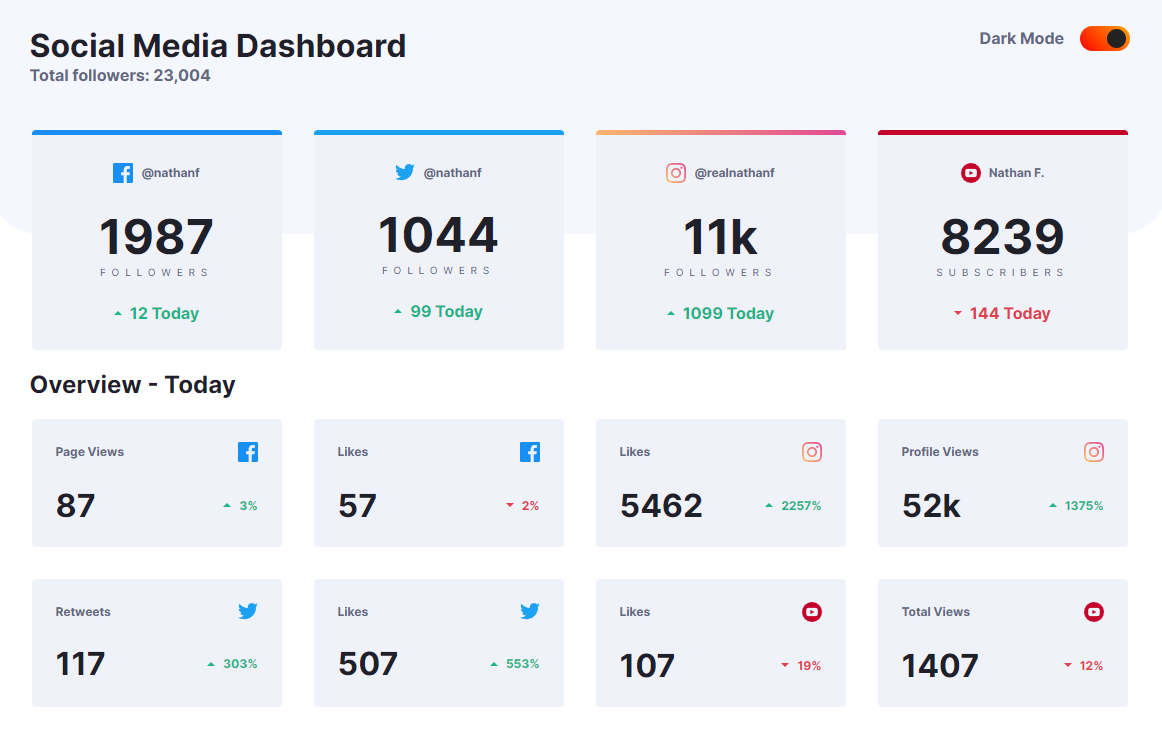 Social Media Dashboard
Total followers: 23,004
Dark Mode
@nathanf
1987
FOLLOWERS
12 Today
@nathanf
1044
FOLLOWERS
99 Today
@realnathanf
11k
FOLLOWERS
1099 Today
Nathan F.
8239
SUBSCRIBERS
144 Today
Overview - Today
Page Views
87
3%
Likes
57
2%
Likes
5462
2257%
Profile Views
52k
1375%
Retweets
117
303%
Likes
507
553%
Likes
107
19%
Total Views
1407
12%